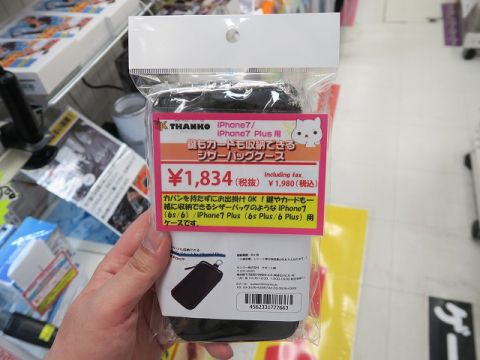 THANKO
iPhone7/
iPhone7 Plus用
鍵もカードも収納できる
シザーバッグケース
¥1,834(税抜)
including tax
¥1,980(税込)
カバンを持たずにお出掛けOK！鍵やカードも一
緒に収納できるシザーバッグのようなiPhone7
(6s/6)／iPhone7 Plus(6s Plus/6 Plus)用
ケースです。
4562331777663
ゲー